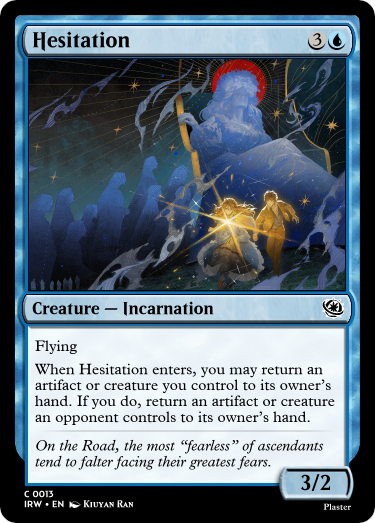 Hesitation
3
Creature — Incarnation
Flying
When Hesitation enters, you may return an
artifact or creature you control to its owner's
hand. If you do, return an artifact or creature
an opponent controls to its owner's hand.
On the Road, the most “fearless” of ascendants
tend to falter facing their greatest fears.
3/2
C 0013
IRW • EN Kiuyan Ran
Plaster